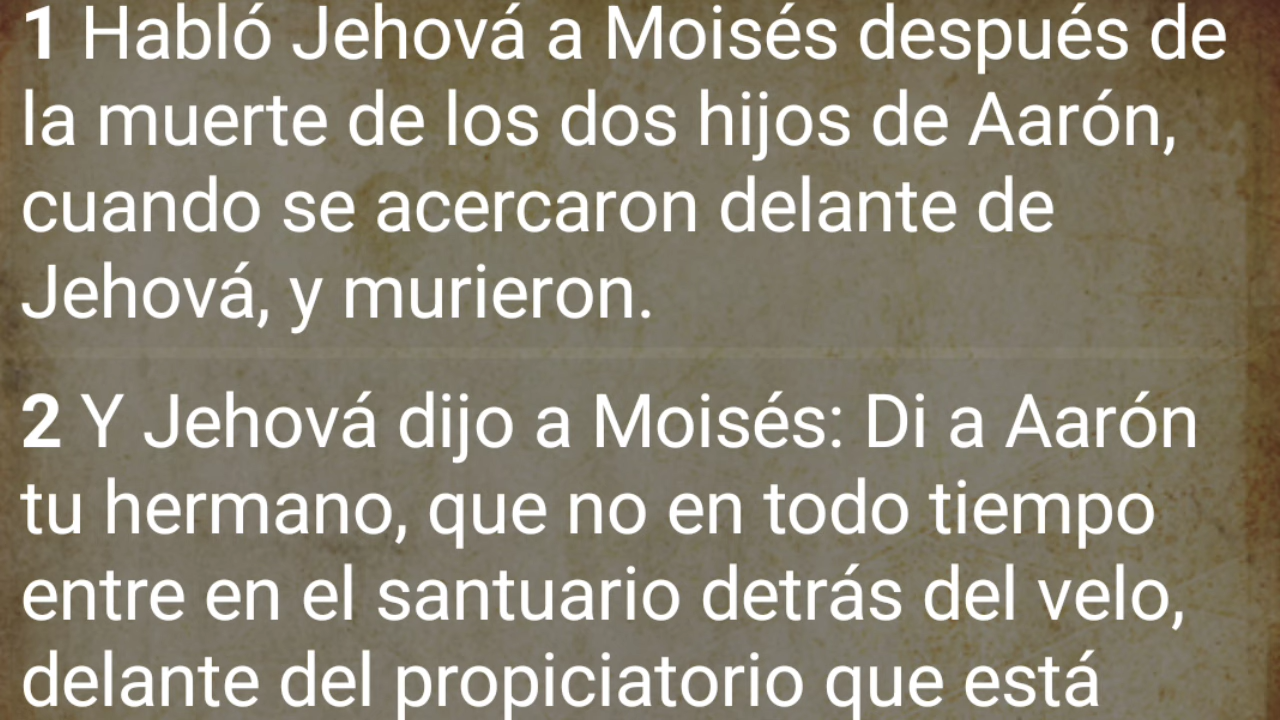 1 Habló Jehová a Moisés después de
la muerte de los dos hijos de Aarón,
cuando se acercaron delante de
Jehová, y murieron.
2 Y Jehová dijo a Moisés: Di a Aarón
tu hermano, que no en todo tiempo
entre en el santuario detrás del velo,
delante del propiciatorio que está